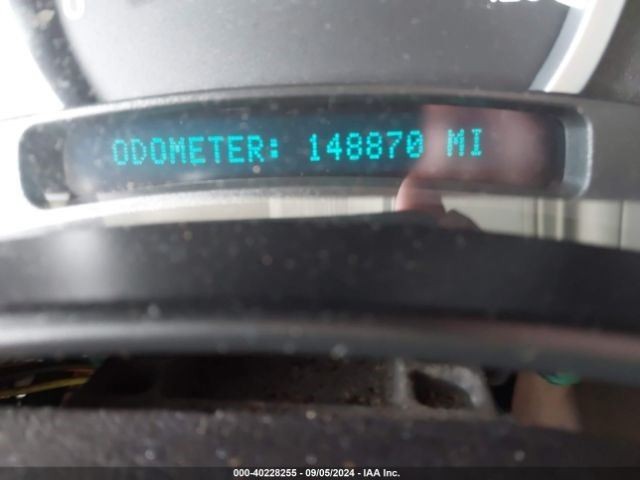 ODOMETER: 148870 MI
000-40228255 - 09/05/2024 - IAA Inc.